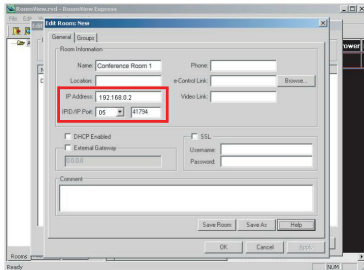 RoomView.rvd - RoomView Express
File
Edit Room: New
General Groups
Room Information
Name: Conference Room 1 Phone:
Location: e-Control Link: Browse...
IP Address: 192.168.0.2 Video Link:
IPID/IP Port: 05 41794
DHCP Enabled SSL
External Gateway Username:
0.0.0.0 Password:
Comment
Save Room Save As Help
OK Cancel Apply
Rooms
Ready NUM